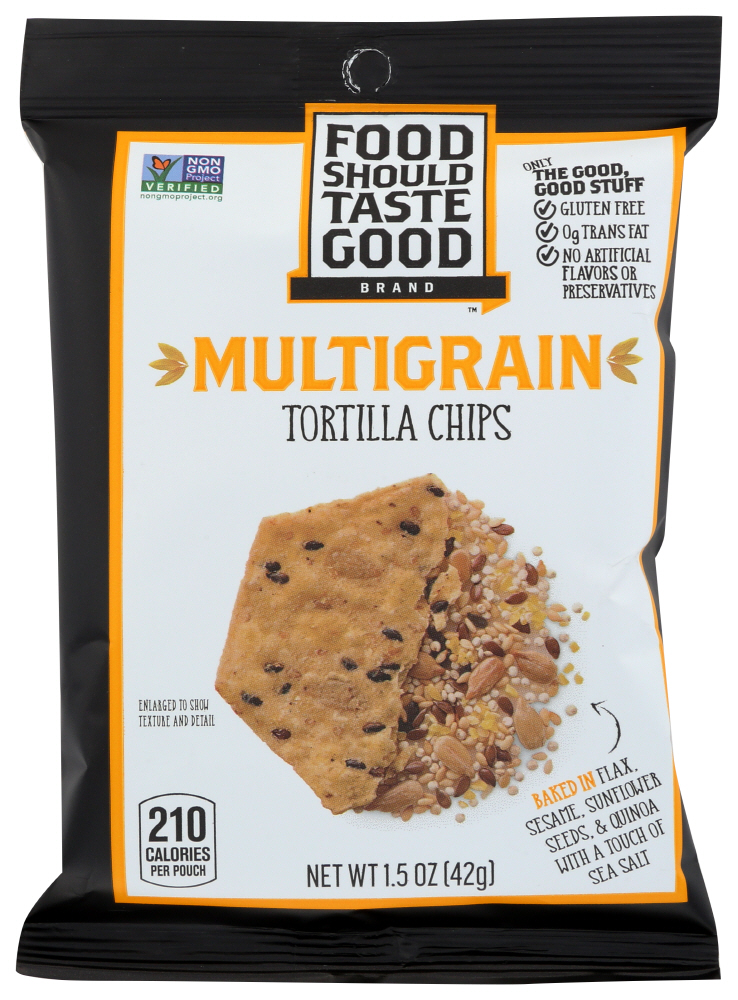 FOOD
SHOULD
TASTE
GOOD
BRAND
TM
NON
GMO
Project
VERIFIED
nongmoproject.org
ONLY
THE GOOD,
GOOD STUFF
GLUTEN FREE
0g TRANS FAT
NO ARTIFICIAL
FLAVORS OR
PRESERVATIVES
MULTIGRAIN
TORTILLA CHIPS
ENLARGED TO SHOW
TEXTURE AND DETAIL
BAKED IN FLAX,
SESAME, SUNFLOWER
SEEDS, & QUINOA
WITH A TOUCH OF
SEA SALT
210
CALORIES
PER POUCH
NET WT 1.5 OZ (42g)